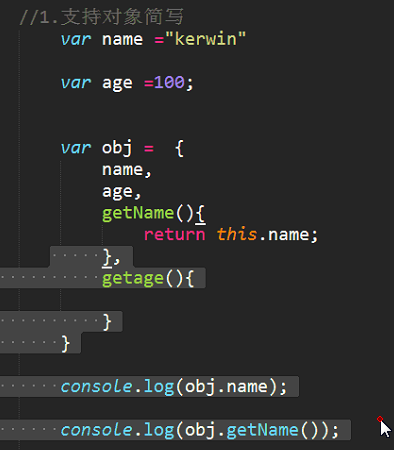 //1.支持对象简写
var name ="kerwin"
var age =100;
var obj = {
name,
age,
getName(){
return this.name;
},
getage(){
}
}
console.log(obj.name);
console.log(obj.getName());